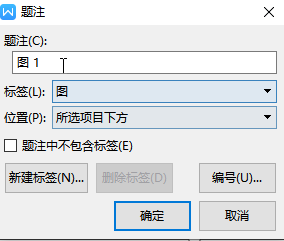 题注
题注(C):
图 1
标签(L): 图
位置(P): 所选项目下方
题注中不包含标签(E)
新建标签(N)... 删除标签(D) 编号(U)...
确定 取消